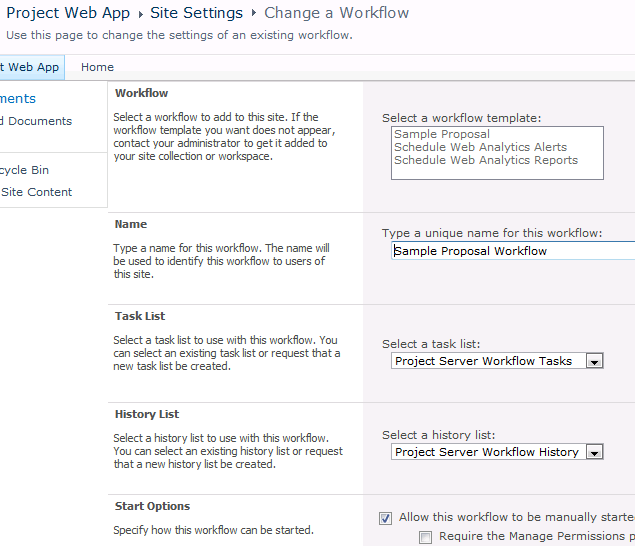 Project Web App ▸ Site Settings ▸ Change a Workflow
Use this page to change the settings of an existing workflow.
t Web App Home
ments
d Documents
cycle Bin
Site Content
Workflow
Select a workflow to add to this site. If the
workflow template you want does not appear,
contact your administrator to get it added to
your site collection or workspace.
Select a workflow template:
Sample Proposal
Schedule Web Analytics Alerts
Schedule Web Analytics Reports
Name
Type a name for this workflow. The name will
be used to identify this workflow to users of
this site.
Type a unique name for this workflow:
Sample Proposal Workflow
Task List
Select a task list to use with this workflow. You
can select an existing task list or request that a
new task list be created.
Select a task list:
Project Server Workflow Tasks
History List
Select a history list to use with this workflow.
You can select an existing history list or request
that a new history list be created.
Select a history list:
Project Server Workflow History
Start Options
Specify how this workflow can be started.
Allow this workflow to be manually starte
Require the Manage Permissions p